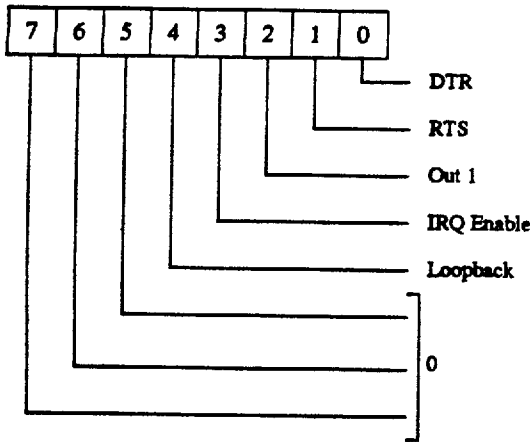 7 6 5 4 3 2 1 0
DTR
RTS
Out 1
IRQ Enable
Loopback
0